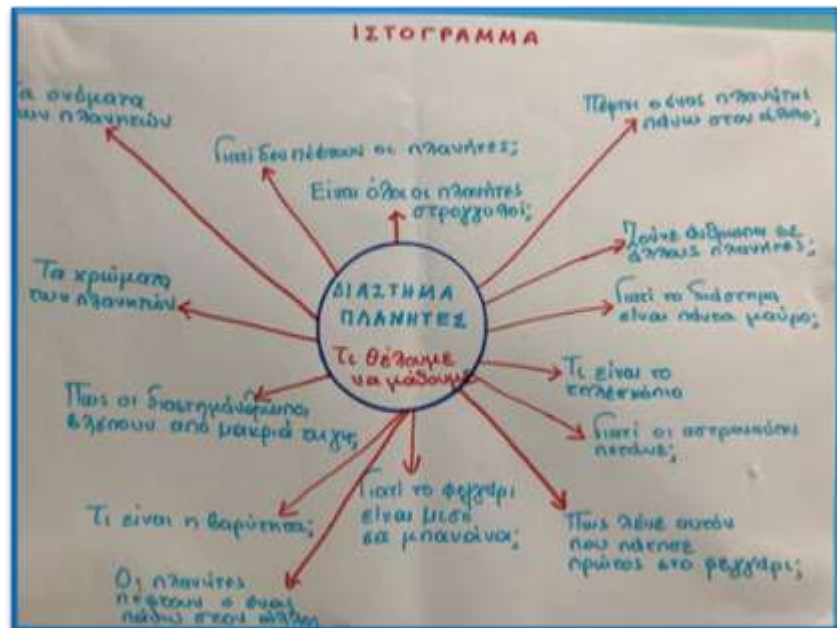 ΙΣΤΟΓΡΑΜΜΑ
Τα ονόματα
των πλανητών
Γιατί δεν πέφτουν οι πλανήτες;
Είναι όλοι οι πλανήτες
στρογγυλοί;
Πέφτει ο ένας πλανήτης
πάνω στον άλλο;
Ζούνε άνθρωποι σε
άλλους πλανήτες;
Τα χρώματα
των πλανητών
ΔΙΑΣΤΗΜΑ
ΠΛΑΝΗΤΕΣ
Τι θέλουμε
να μάθουμε
Γιατί το διάστημα
είναι πάντα μαύρο;
Τι είναι το
τηλεσκόπιο
Πως οι διαστημάνθρωποι
βλέπουν από μακριά τη γη;
Γιατί οι αστροναύτες
πετάνε;
Τι είναι η βαρύτητα;
Γιατί το φεγγάρι
είναι μισό
σα μπανάνα;
Πως λένε αυτόν
που πάτησε
πρώτος στο φεγγάρι;
Οι πλανήτες
πέφτουν ο ένας
πάνω στον άλλο